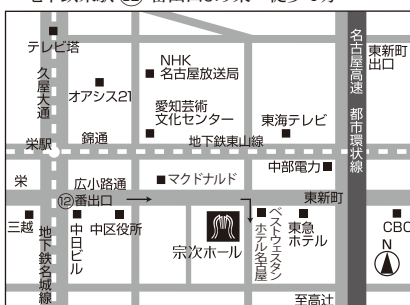 テレビ塔
久屋大通
オアシス21
NHK
名古屋放送局
愛知芸術
文化センター
東海テレビ
名古屋高速 都市環状線
東新町
出口
栄駅
錦通
地下鉄東山線
中部電力
栄
広小路通
マクドナルド
東新町
⑫番出口
三越
地下鉄名城線
中日ビル
中区役所
宗次ホール
ベストウェスタン
ホテル名古屋
東急
ホテル
CBC
N
至高辻